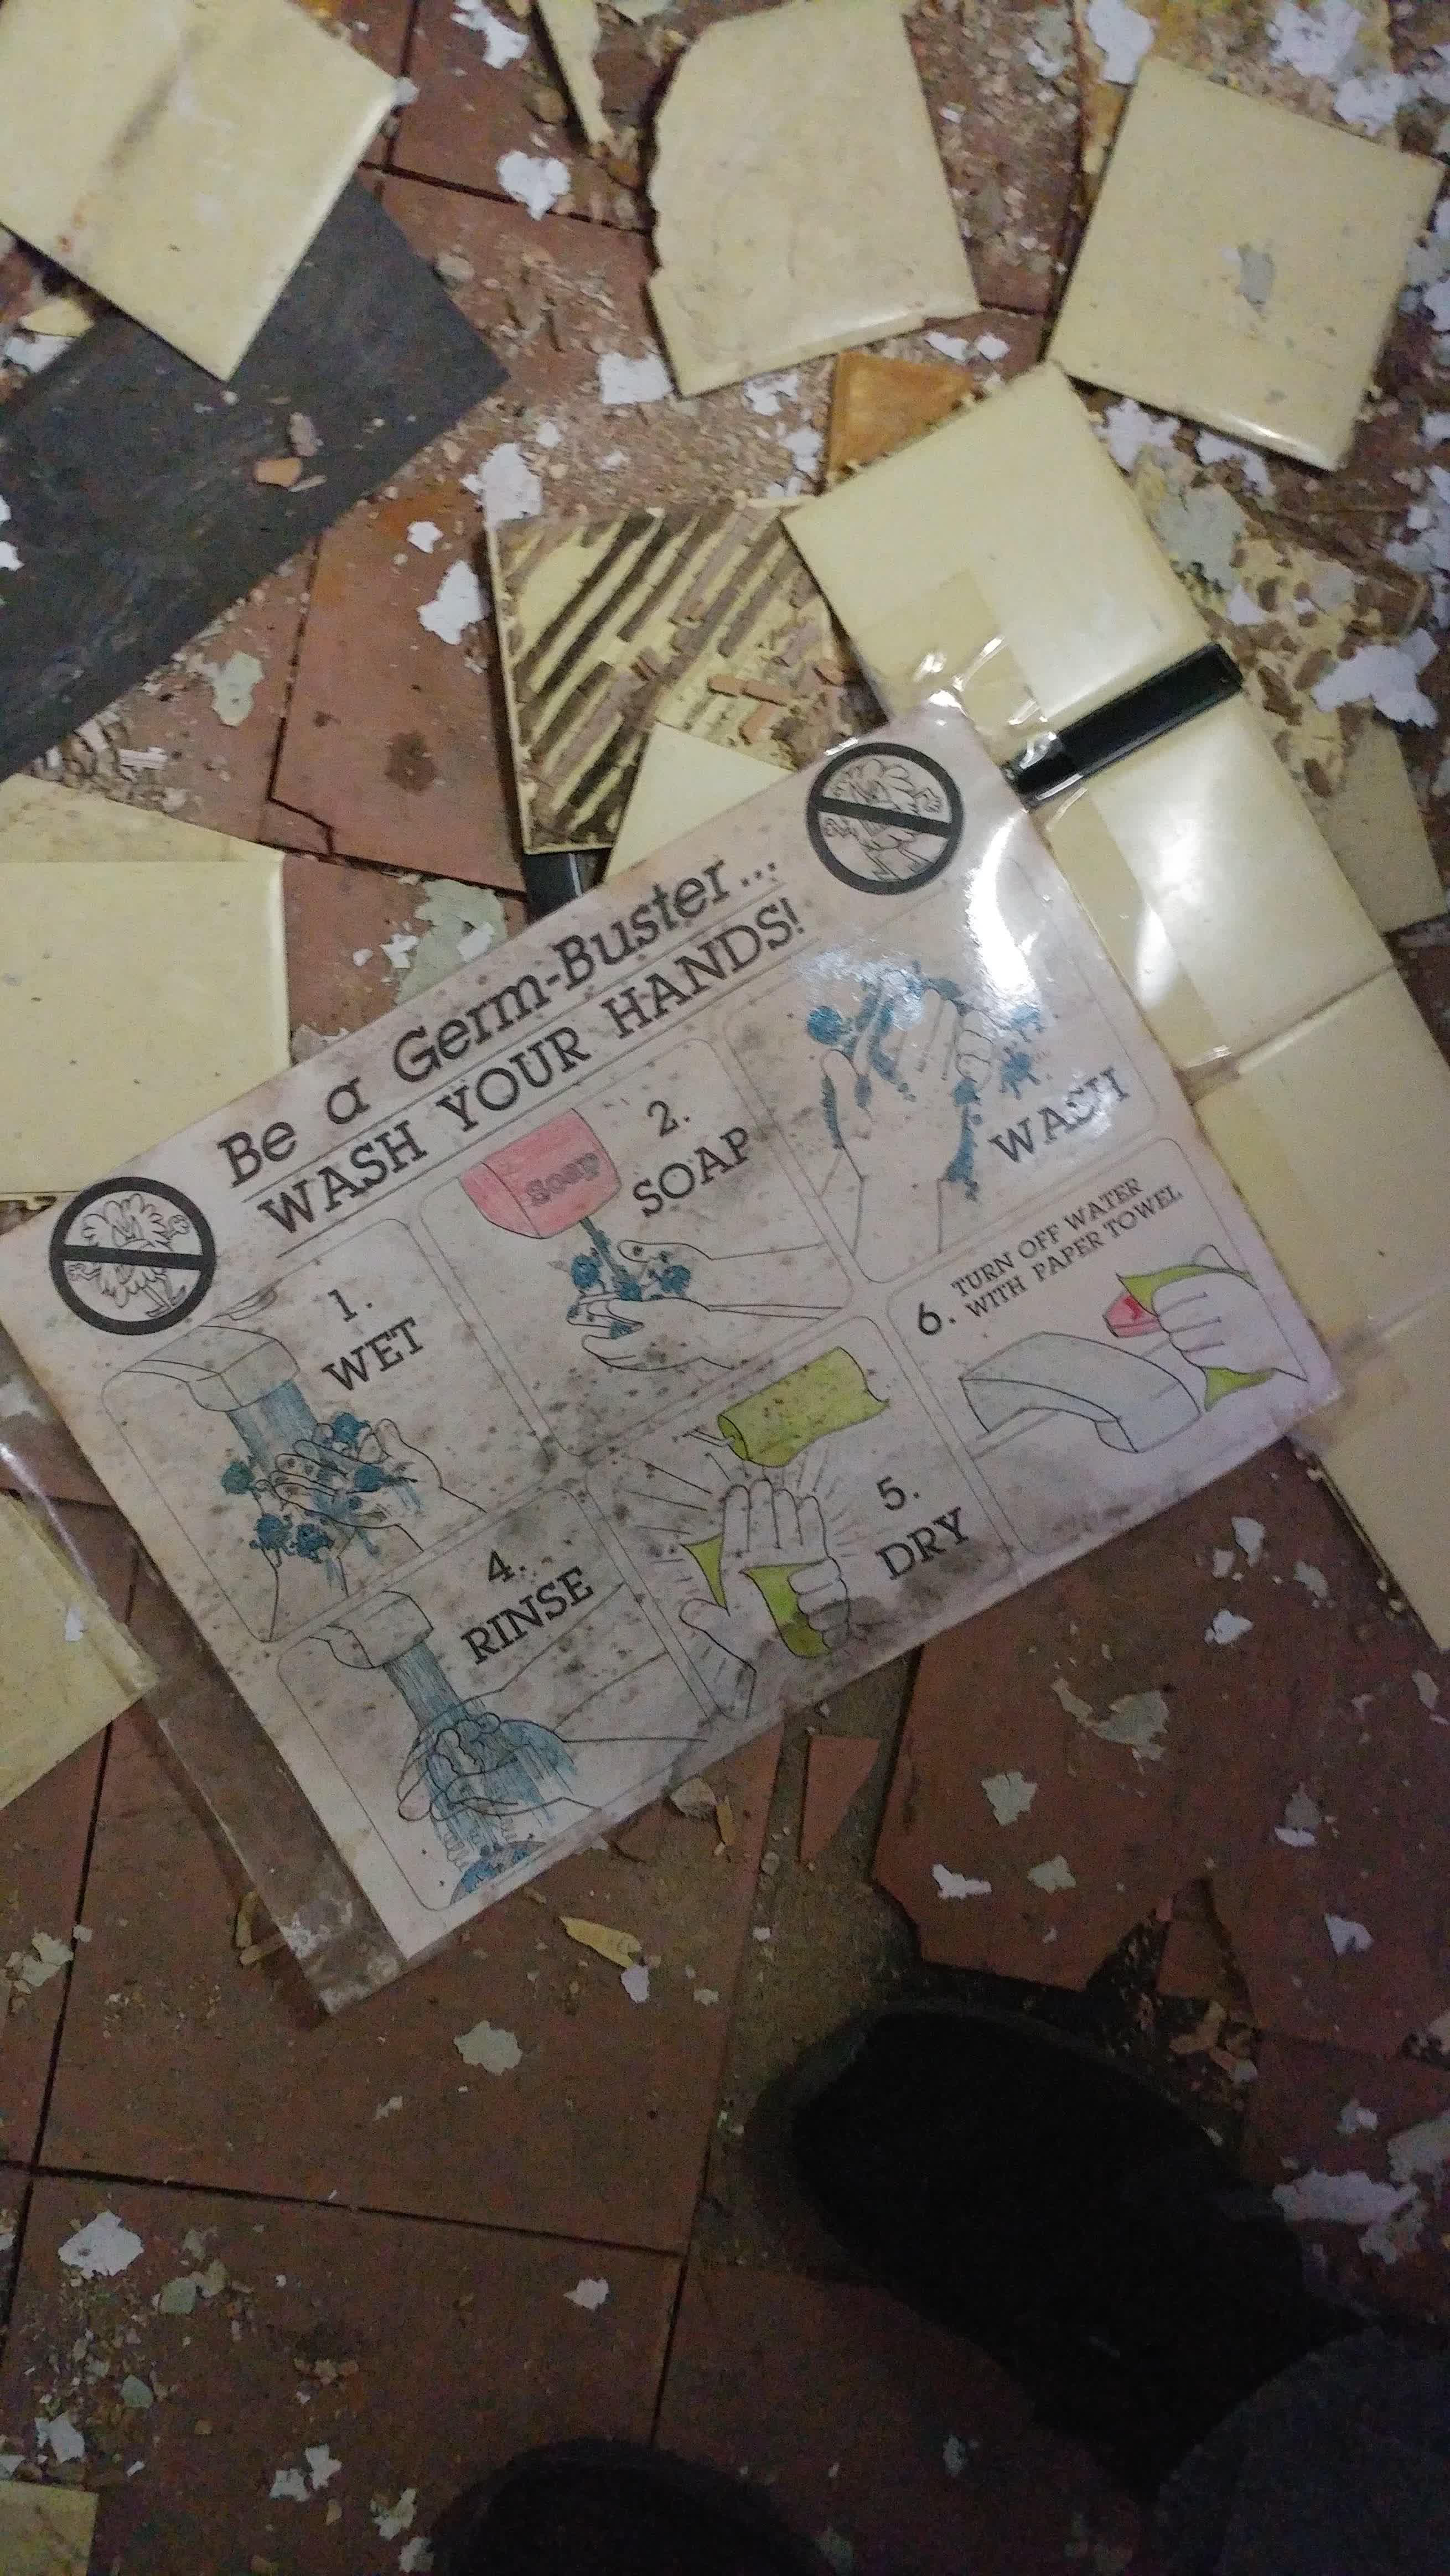 Be a Germ-Buster...
WASH YOUR HANDS!
1.
WET
2.
SOAP
Soap
WASH
4.
RINSE
5.
DRY
6. TURN OFF WATER
WITH PAPER TOWEL